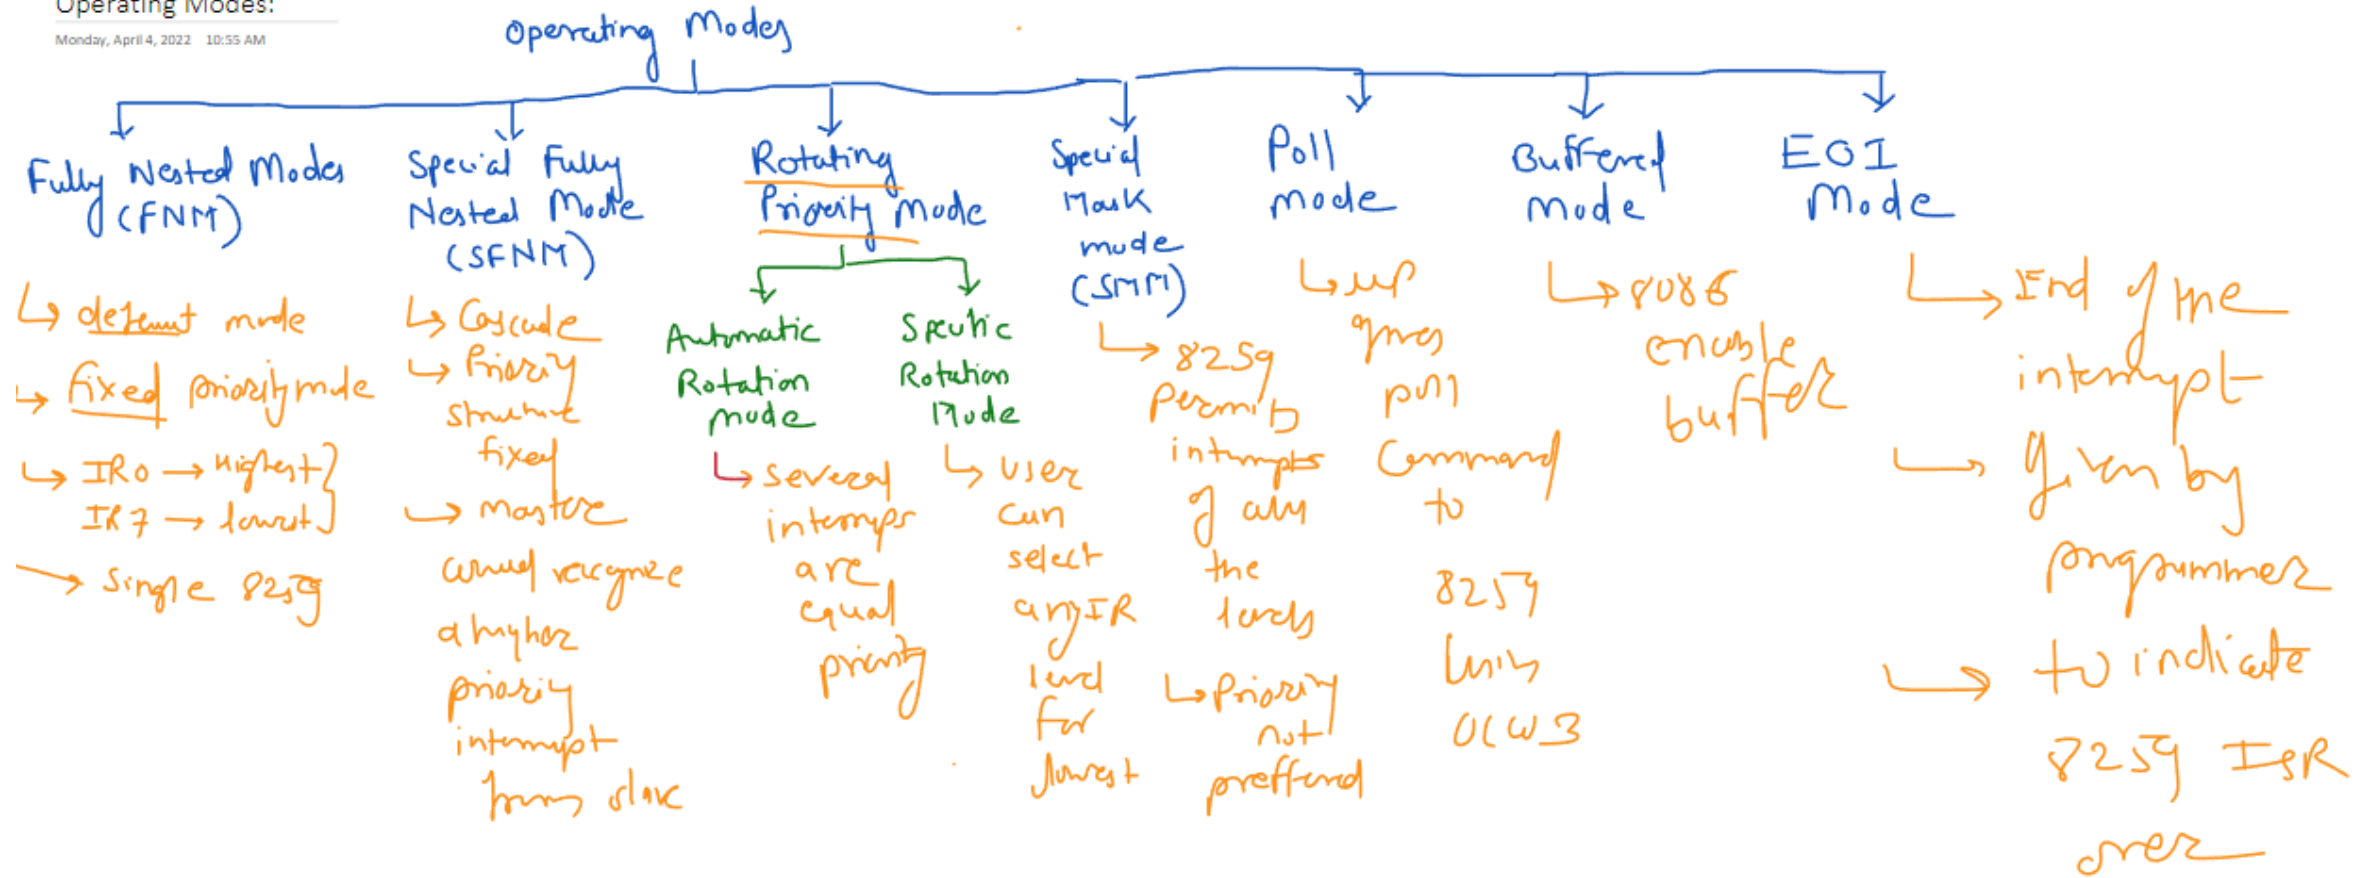 Operating Modes:
Monday, April 4, 2022 10:55 AM
Operating Modes
Fully Nested Modes
(FNM)
↳ default mode
↳ fixed priority mode
↳ IR0 → Highest }
IR7 → lowest }
→ Single 8259
Special Fully
Nested Mode
(SFNM)
↳ Cascade
↳ Priority
structure
fixed
↳ master
recognize
a higher
priority
interrupt
from slave
Rotating
Priority Mode
Automatic
Rotation
mode
↳ several
interrups
are
equal
priority
Specific
Rotation
Mode
↳ user
can
select
any IR
level
for
lowest
Special
Mask
mode
(SMM)
↳ 8259
Permits
interrupts
of all
the
levels
↳ Priority
not
preffered
Poll
mode
↳ up
gives
poll
Command
to
8259
using
OCW3
Buffered
mode
↳ 8086
enable
buffer
EOI
Mode
↳ End of the
interrupt
↳ Given by
programmer
↳ to indicate
8259 ISR
over